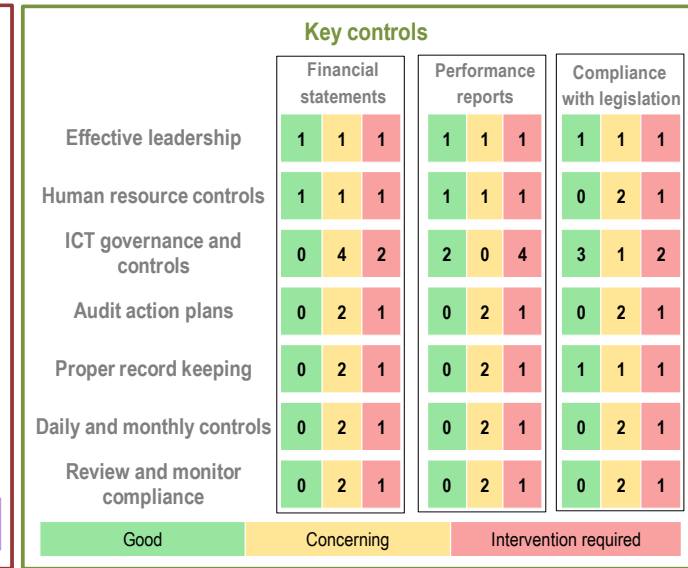 Key controls
Financial
statements
Performance
reports
Compliance
with legislation
Effective leadership
1 1 1 1 1 1 1 1 1
Human resource controls
1 1 1 1 1 1 0 2 1
ICT governance and
controls
0 4 2 2 0 4 3 1 2
Audit action plans
0 2 1 0 2 1 0 2 1
Proper record keeping
0 2 1 0 2 1 1 1 1
Daily and monthly controls
0 2 1 0 2 1 0 2 1
Review and monitor
compliance
0 2 1 0 2 1 0 2 1
Good Concerning Intervention required